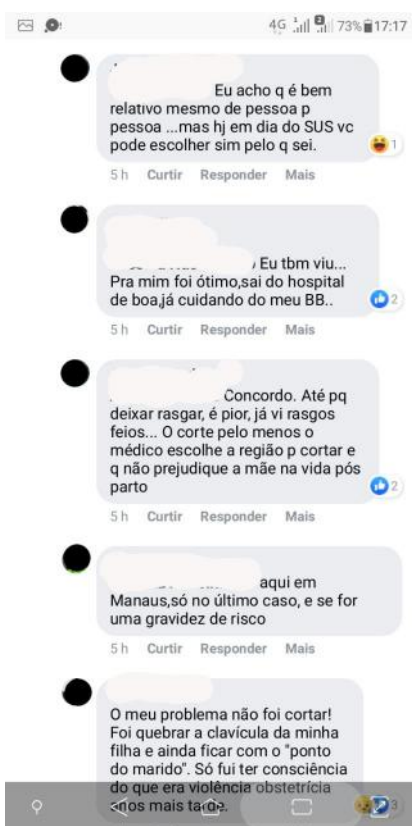 4G 1 2 73% 17:17
Eu acho q é bem
relativo mesmo de pessoa p
pessoa ...mas hj em dia do SUS vc
pode escolher sim pelo q sei.
1
5 h Curtir Responder Mais
Eu tbm viu...
Pra mim foi ótimo,sai do hospital
de boa,já cuidando do meu BB..
2
5 h Curtir Responder Mais
Concordo. Até pq
deixar rasgar, é pior, já vi rasgos
feios... O corte pelo menos o
médico escolhe a região p cortar e
q não prejudique a mãe na vida pós
parto
2
5 h Curtir Responder Mais
aqui em
Manaus,só no último caso, e se for
uma gravidez de risco
5 h Curtir Responder Mais
O meu problema não foi cortar!
Foi quebrar a clavícula da minha
filha e ainda ficar com o "ponto
do marido". Só fui ter consciência
do que era violência obstetrícia
anos mais tarde.
3